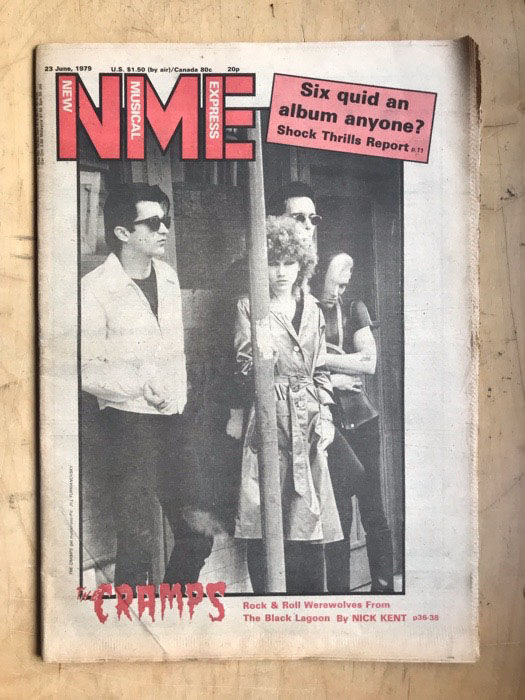 23 June, 1979 U.S. $1.50 (by air)/Canada 80c 20p
NEW
MUSICAL
EXPRESS
NME
Six quid an
album anyone?
Shock Thrills Report p.11
The CRAMPS
Rock & Roll Werewolves From
The Black Lagoon By NICK KENT p36-38